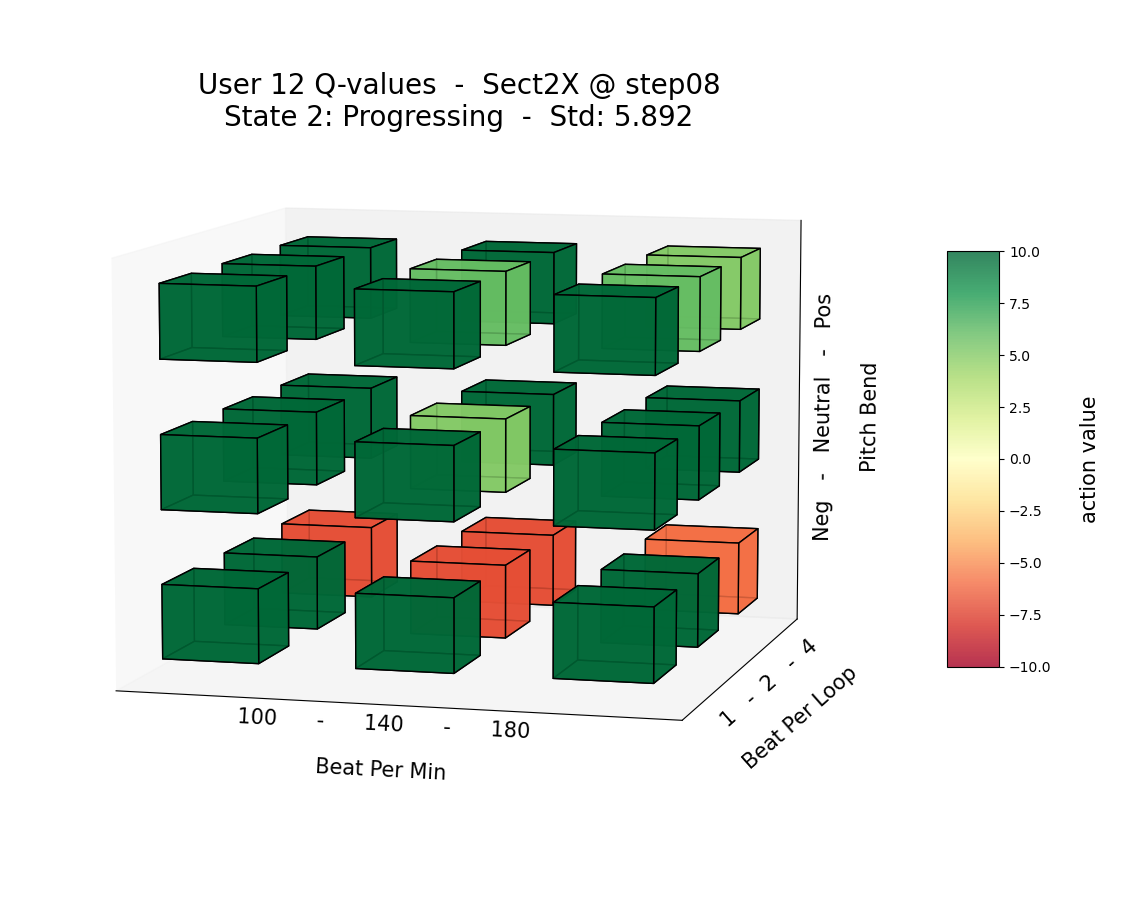 User 12 Q-values - Sect2X @ step08
State 2: Progressing - Std: 5.892
Neg - Neutral - Pos
Pitch Bend
100 - 140 - 180
Beat Per Min
1 - 2 - 4
Beat Per Loop
10.0
7.5
5.0
2.5
0.0
−2.5
−5.0
−7.5
−10.0
action value